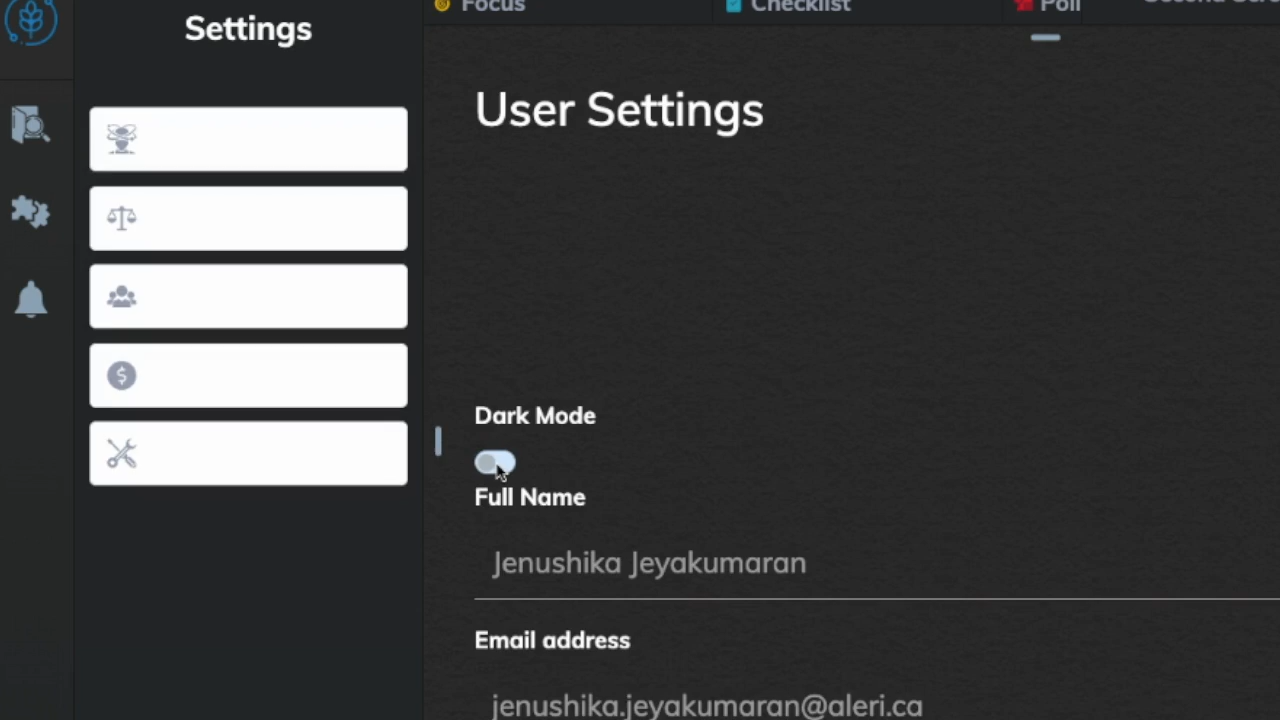 Focus
Checklist
Poll
Settings
User Settings
Dark Mode
Full Name
Jenushika Jeyakumaran
Email address
jenushika.jeyakumaran@aleri.ca